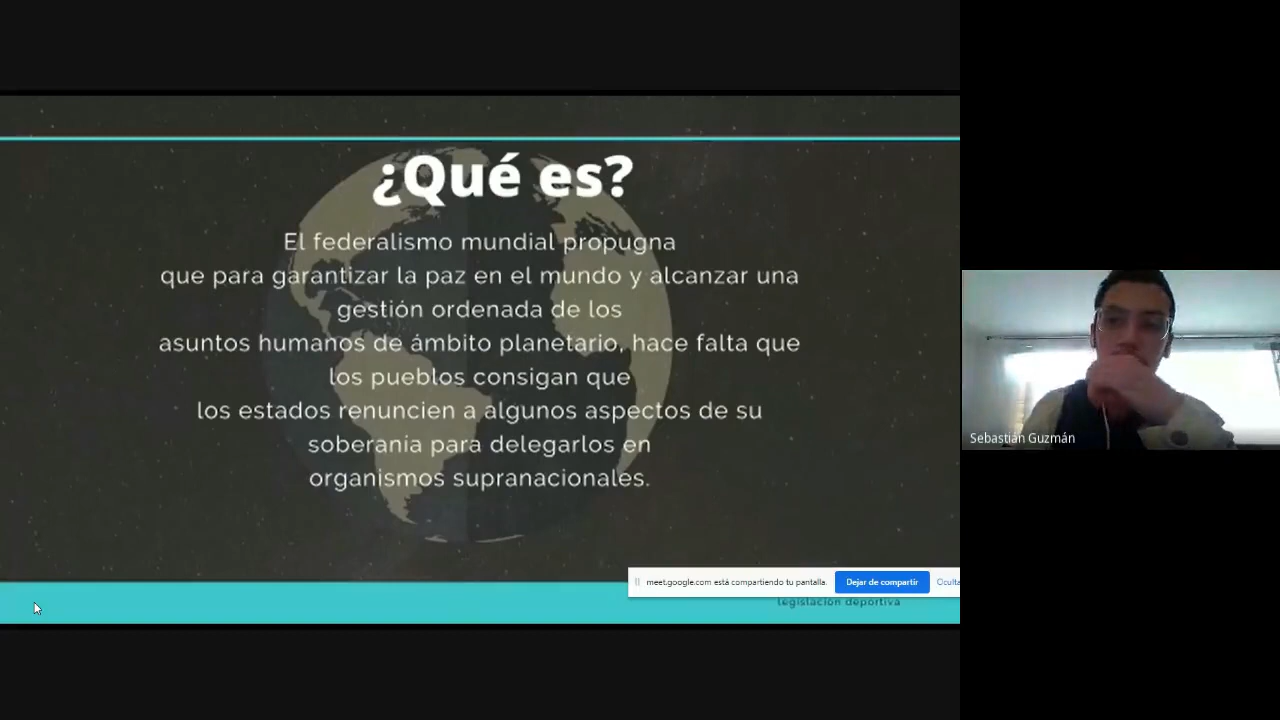 ¿Qué es?
El federalismo mundial propugna
que para garantizar la paz en el mundo y alcanzar una
gestión ordenada de los
asuntos humanos de ámbito planetario, hace falta que
los pueblos consigan que
los estados renuncien a algunos aspectos de su
soberanía para delegarlos en
organismos supranacionales.
meet.google.com está compartiendo tu pantalla.
Dejar de compartir
Oculta
legislación deportiva
Sebastián Guzmán